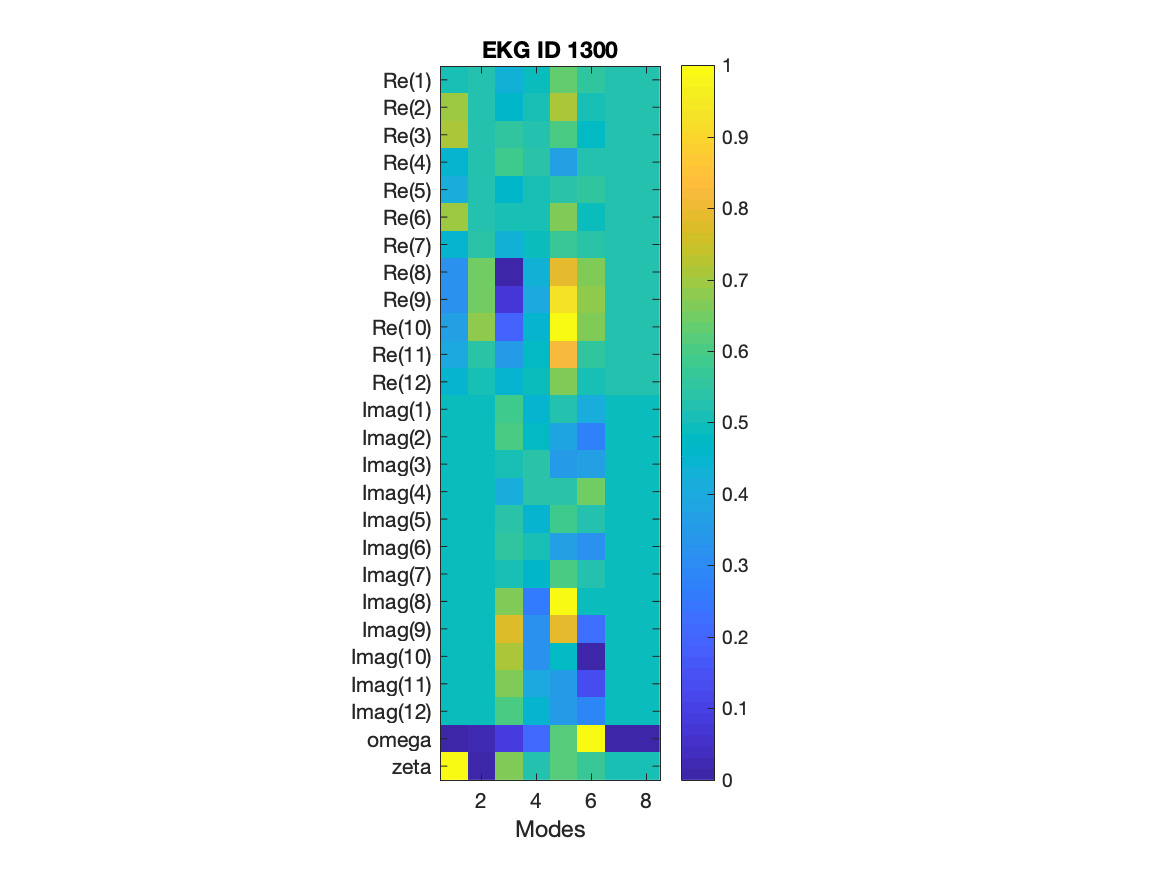 EKG ID 1300
Re(1)
Re(2)
Re(3)
Re(4)
Re(5)
Re(6)
Re(7)
Re(8)
Re(9)
Re(10)
Re(11)
Re(12)
Imag(1)
Imag(2)
Imag(3)
Imag(4)
Imag(5)
Imag(6)
Imag(7)
Imag(8)
Imag(9)
Imag(10)
Imag(11)
Imag(12)
omega
zeta
2 4 6 8
Modes
1
0.9
0.8
0.7
0.6
0.5
0.4
0.3
0.2
0.1
0